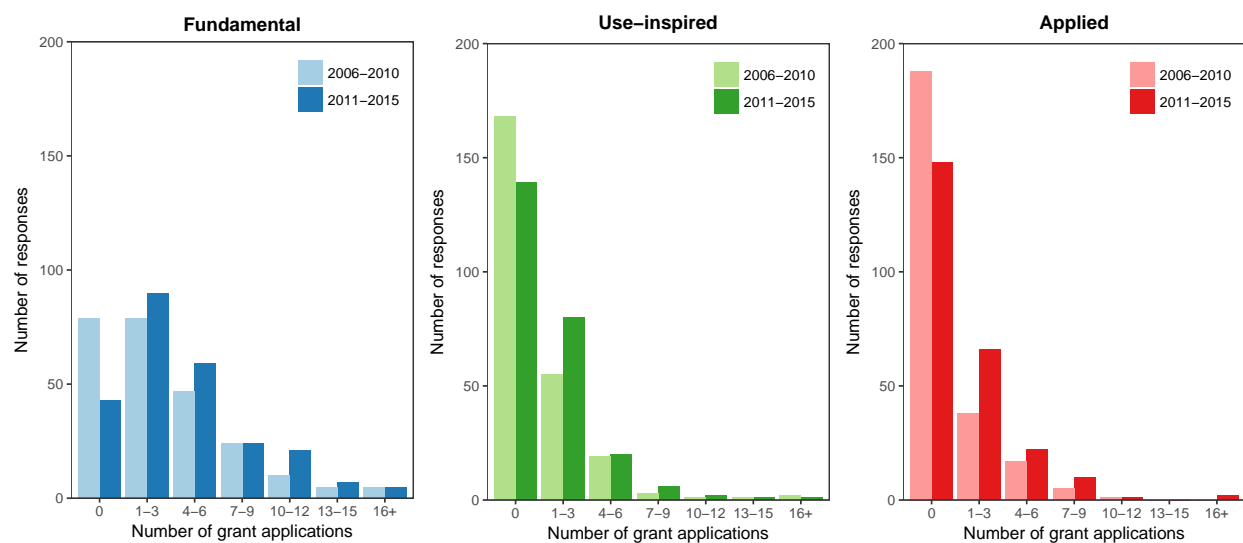 Fundamental
200
150
100
50
0
Number of responses
2006–2010
2011–2015
0 1–3 4–6 7–9 10–12 13–15 16+
Number of grant applications
Use–inspired
200
150
100
50
0
Number of responses
2006–2010
2011–2015
0 1–3 4–6 7–9 10–12 13–15 16+
Number of grant applications
Applied
200
150
100
50
0
Number of responses
2006–2010
2011–2015
0 1–3 4–6 7–9 10–12 13–15 16+
Number of grant applications